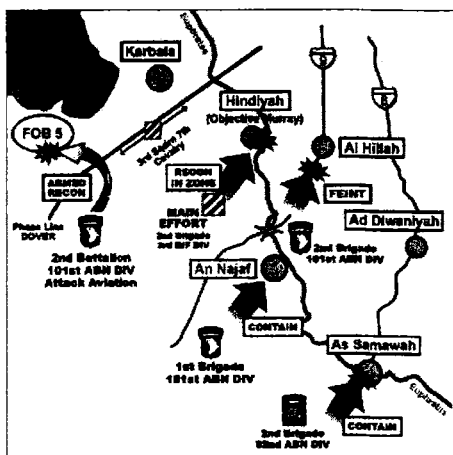 Euphrates
Karbala
9
8
Hindiyah
(Objective Murray)
FOB 5
3rd Sqdrn 7th
Cavalry
Al Hillah
ARMED
RECON
RECON
IN ZONE
FEINT
Phase Line
DOVER
MAIN
EFFORT
2nd Brigade
3rd INF DIV
Ad Diwaniyah
2nd Battalion
101st ABN DIV
Attack Aviation
2nd Brigade
101st ABN DIV
An Najaf
CONTAIN
As Samawah
1st Brigade
101st ABN DIV
Euphrates
2nd Brigade
82nd ABN DIV
CONTAIN